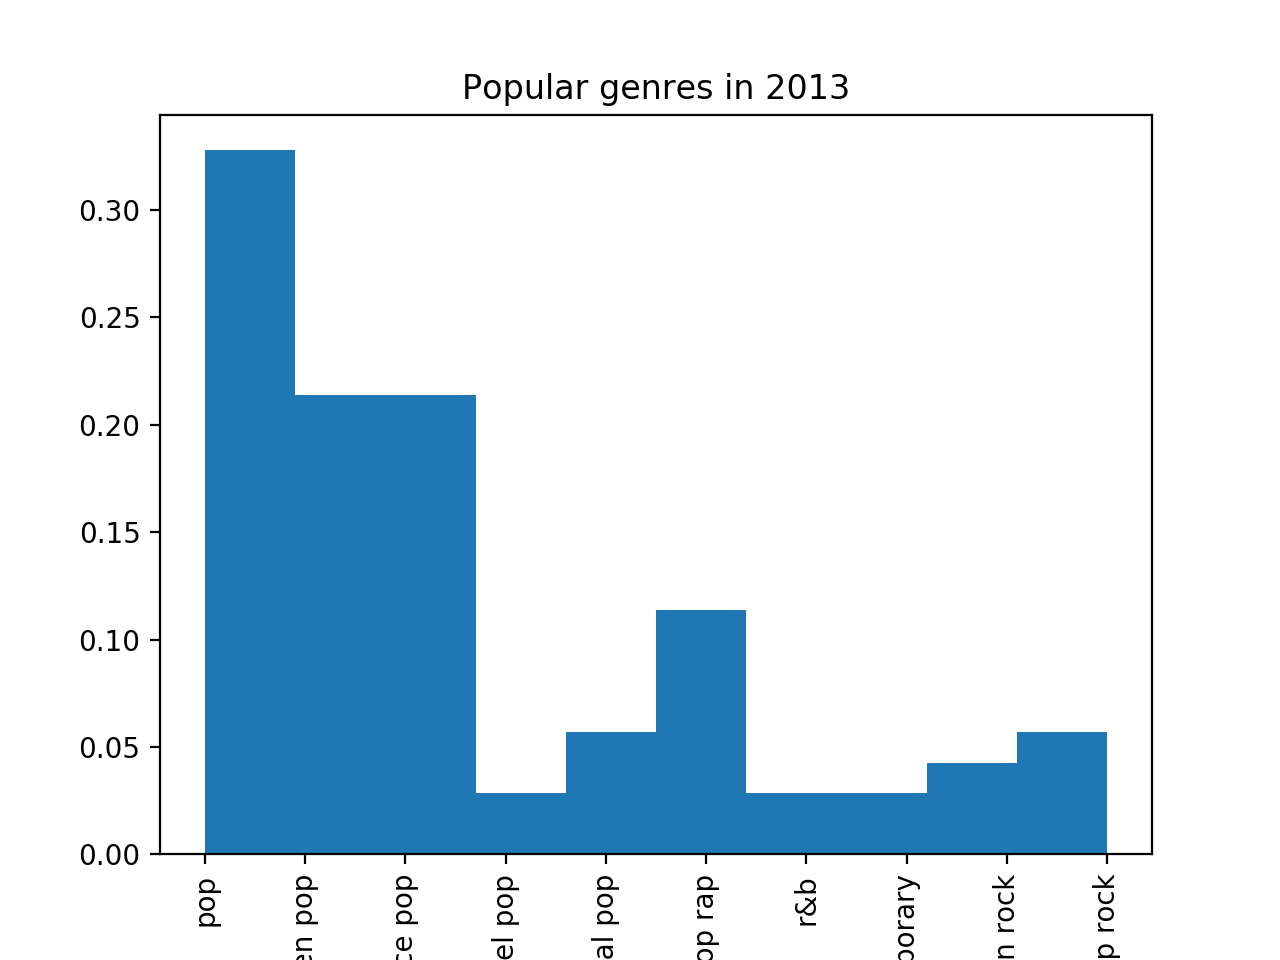 Popular genres in 2013
0.30
0.25
0.20
0.15
0.10
0.05
0.00
pop
en pop
ce pop
el pop
al pop
op rap
r&b
porary
n rock
p rock